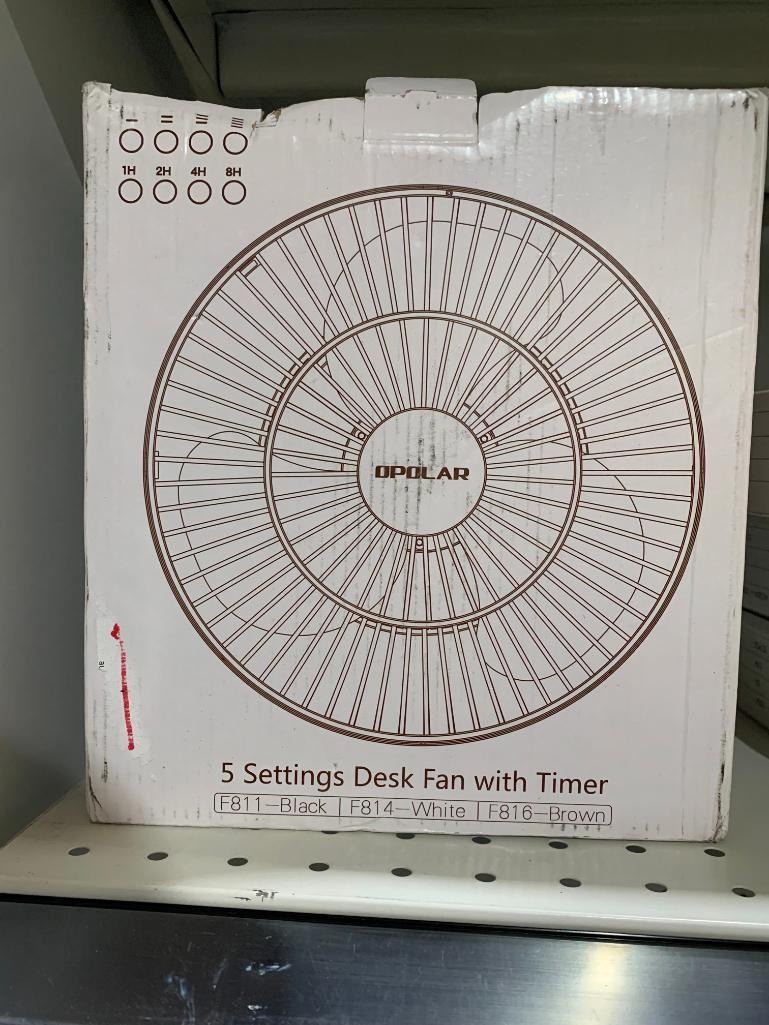 1H 2H 4H 8H
OPOLAR
5 Settings Desk Fan with Timer
F811—Black | F814—White | F816—Brown